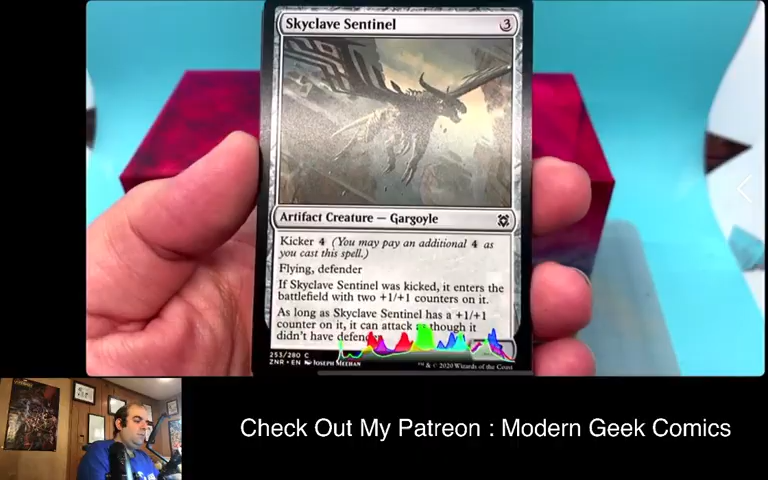 Skyclave Sentinel 3
Artifact Creature — Gargoyle
Kicker 4 (You may pay an additional 4 as
you cast this spell.)
Flying, defender
If Skyclave Sentinel was kicked, it enters the
battlefield with two +1/+1 counters on it.
As long as Skyclave Sentinel has a +1/+1
counter on it, it can attack as though it
didn't have
253/280 C
ZNR • EN Joseph Meehan ™ & © 2020 Wizards of the Coast
Check Out My Patreon : Modern Geek Comics